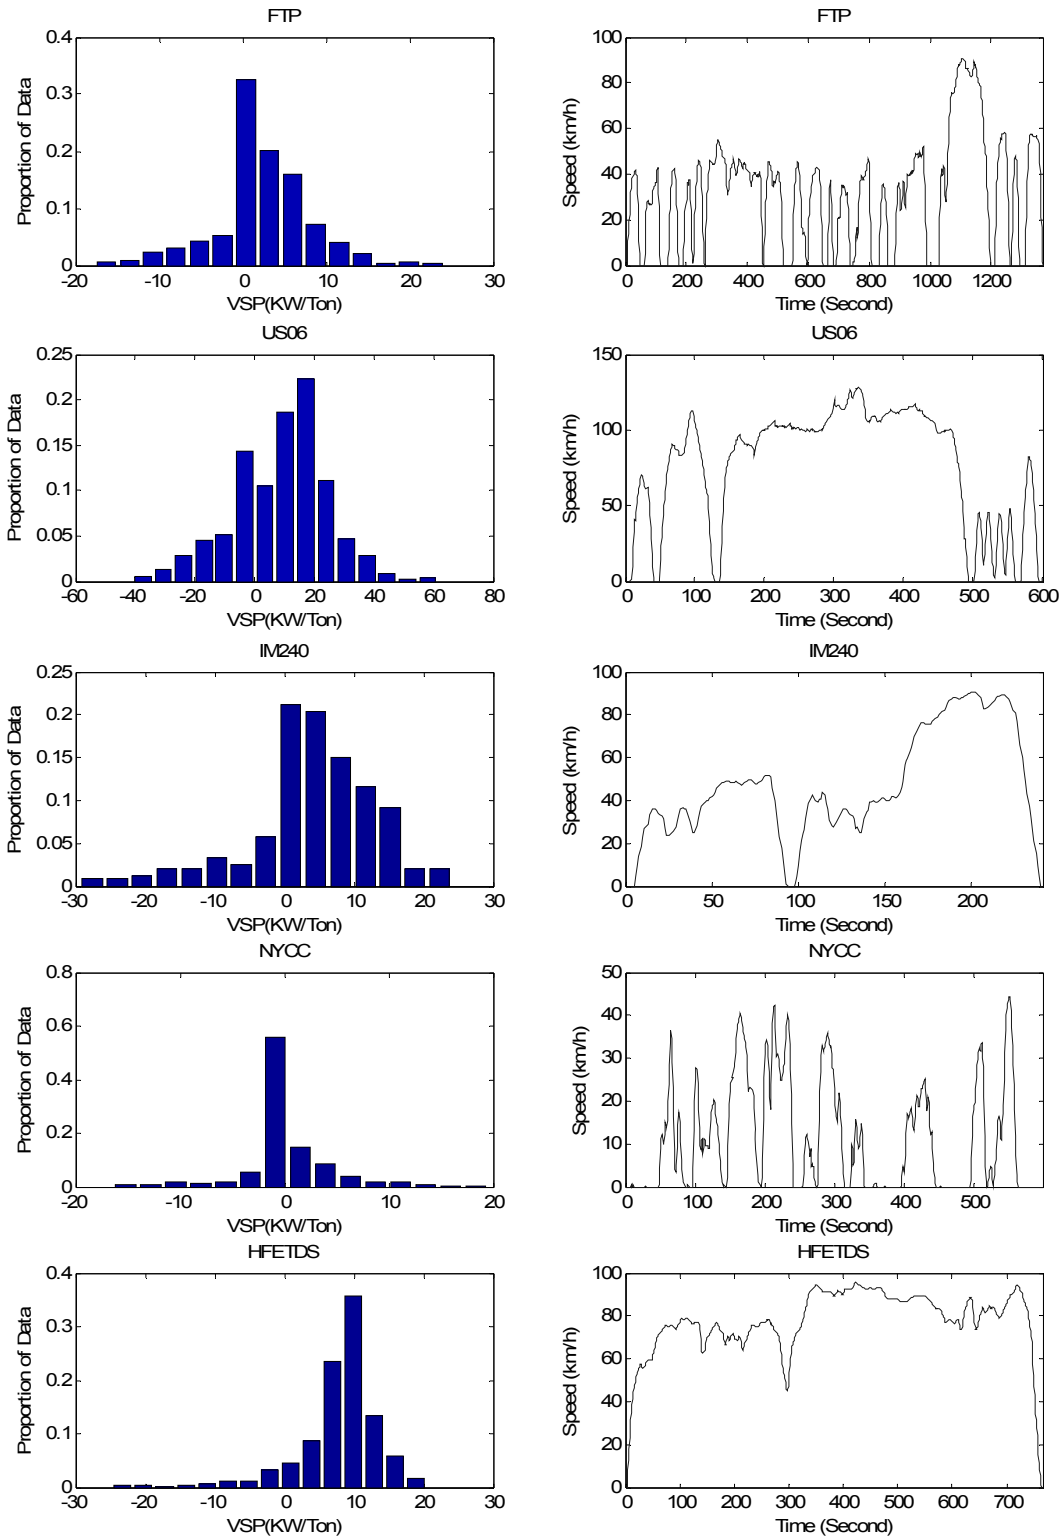 FTP
0.4
0.3
0.2
0.1
0
Proportion of Data
-20 -10 0 10 20 30
VSP(KW/Ton)
FTP
100
80
60
40
20
0
Speed (km/h)
0 200 400 600 800 1000 1200
Time (Second)
US06
0.25
0.2
0.15
0.1
0.05
0
Proportion of Data
-60 -40 -20 0 20 40 60 80
VSP(KW/Ton)
US06
150
100
50
0
Speed (km/h)
0 100 200 300 400 500 600
Time (Second)
IM240
0.25
0.2
0.15
0.1
0.05
0
Proportion of Data
-30 -20 -10 0 10 20 30
VSP(KW/Ton)
IM240
100
80
60
40
20
0
Speed (km/h)
0 50 100 150 200
Time (Second)
NYCC
0.8
0.6
0.4
0.2
0
Proportion of Data
-20 -10 0 10 20
VSP(KW/Ton)
NYCC
50
40
30
20
10
0
Speed (km/h)
0 100 200 300 400 500
Time (Second)
HFETDS
0.4
0.3
0.2
0.1
0
Proportion of Data
-30 -20 -10 0 10 20 30
VSP(KW/Ton)
HFETDS
100
80
60
40
20
0
Speed (km/h)
0 100 200 300 400 500 600 700
Time (Second)